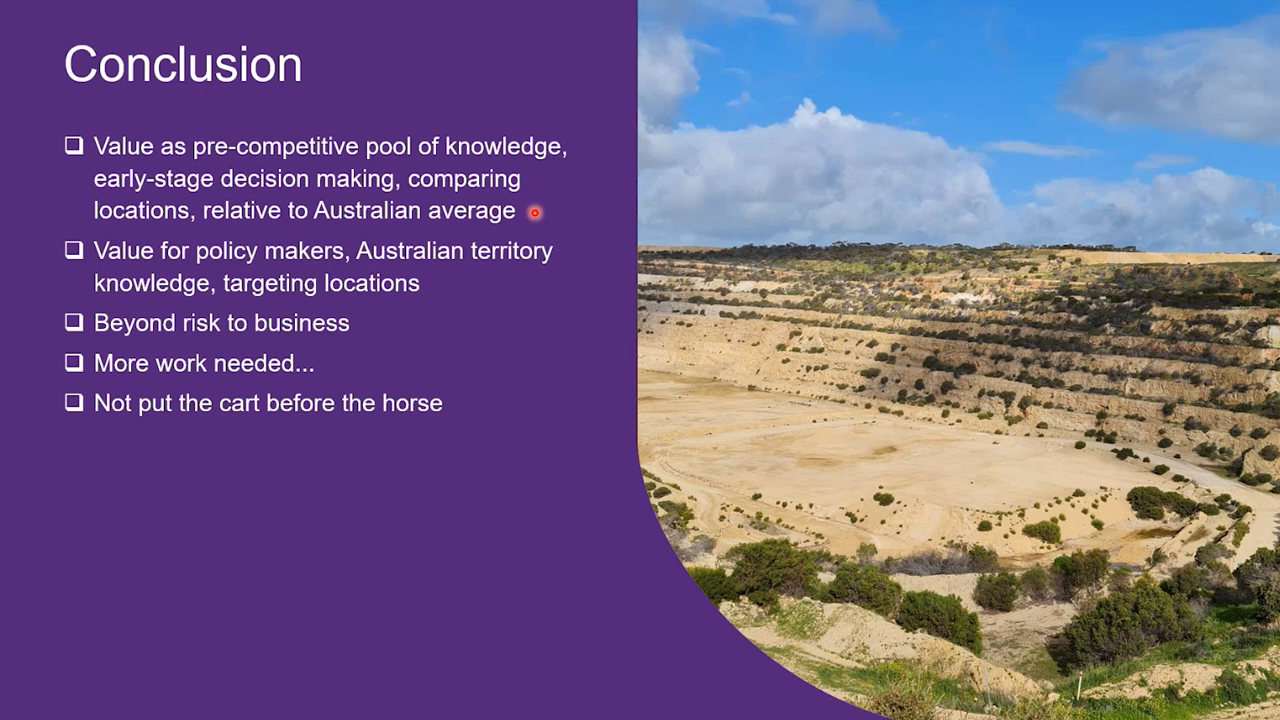 Conclusion
Value as pre-competitive pool of knowledge,
early-stage decision making, comparing
locations, relative to Australian average
Value for policy makers, Australian territory
knowledge, targeting locations
Beyond risk to business
More work needed...
Not put the cart before the horse